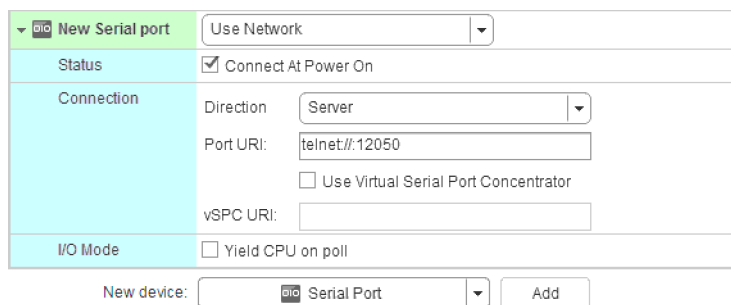 New Serial port Use Network
Status Connect At Power On
Connection Direction Server
Port URI: telnet://:12050
Use Virtual Serial Port Concentrator
vSPC URI:
I/O Mode Yield CPU on poll
New device: Serial Port Add